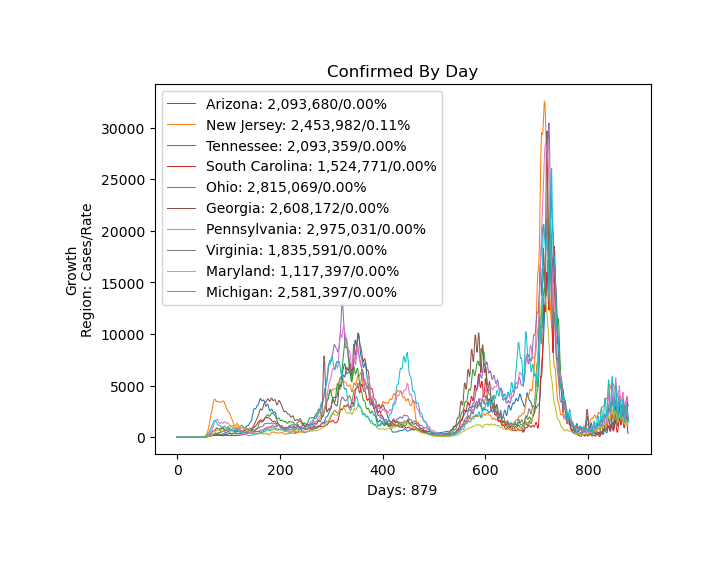 Confirmed By Day
Growth
Region: Cases/Rate
30000
25000
20000
15000
10000
5000
0
Arizona: 2,093,680/0.00%
New Jersey: 2,453,982/0.11%
Tennessee: 2,093,359/0.00%
South Carolina: 1,524,771/0.00%
Ohio: 2,815,069/0.00%
Georgia: 2,608,172/0.00%
Pennsylvania: 2,975,031/0.00%
Virginia: 1,835,591/0.00%
Maryland: 1,117,397/0.00%
Michigan: 2,581,397/0.00%
0 200 400 600 800
Days: 879